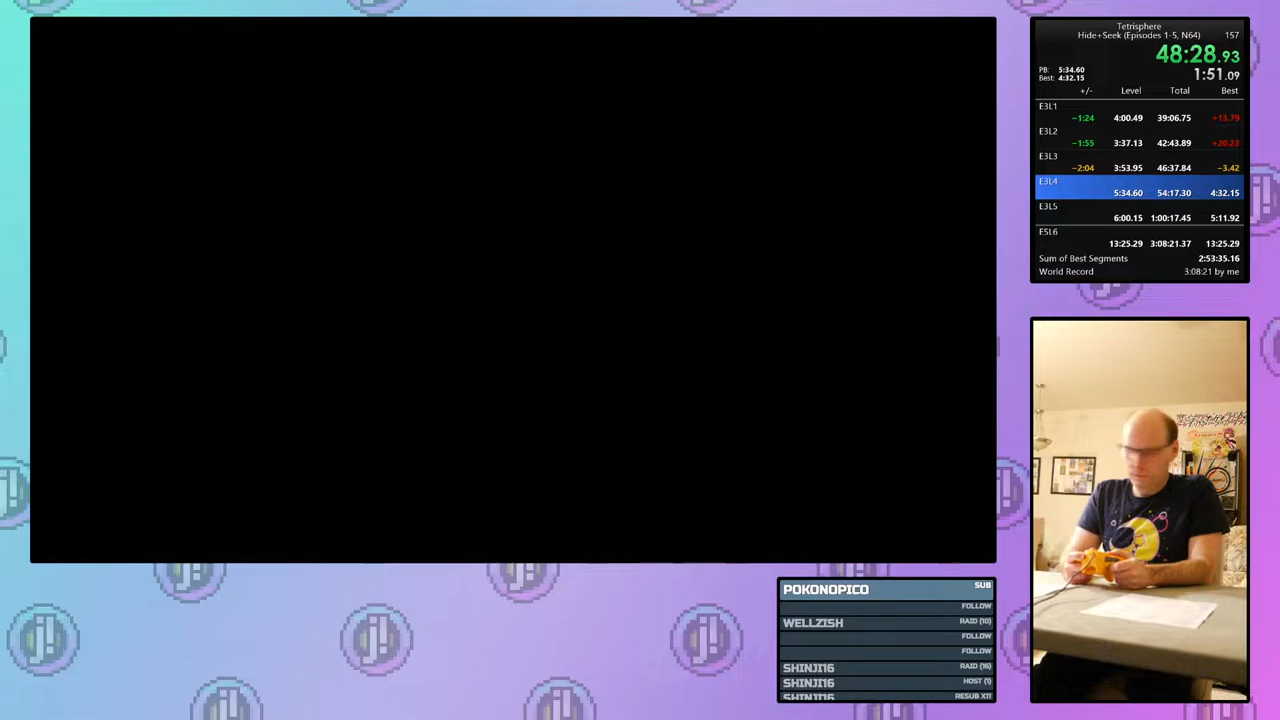 Tetrisphere
Hide+Seek (Episodes 1-5, N64) 157
48:28.93
PB: 5:34.60
Best: 4:32.15
1:51.09
+/- Level Total Best
E3L1
−1:24 4:00.49 39:06.75 +13.79
E3L2
−1:55 3:37.13 42:43.89 +20.23
E3L3
−2:04 3:53.95 46:37.84 −3.42
E3L4
5:34.60 54:17.30 4:32.15
E3L5
6:00.15 1:00:17.45 5:11.92
E5L6
13:25.29 3:08:21.37 13:25.29
Sum of Best Segments 2:53:35.16
World Record 3:08:21 by me
POKONOPICO SUB
FOLLOW
WELLZISH RAID (10)
FOLLOW
FOLLOW
SHINJI16 RAID (16)
SHINJI16 HOST (1)
SHINJI16 RESUB X11